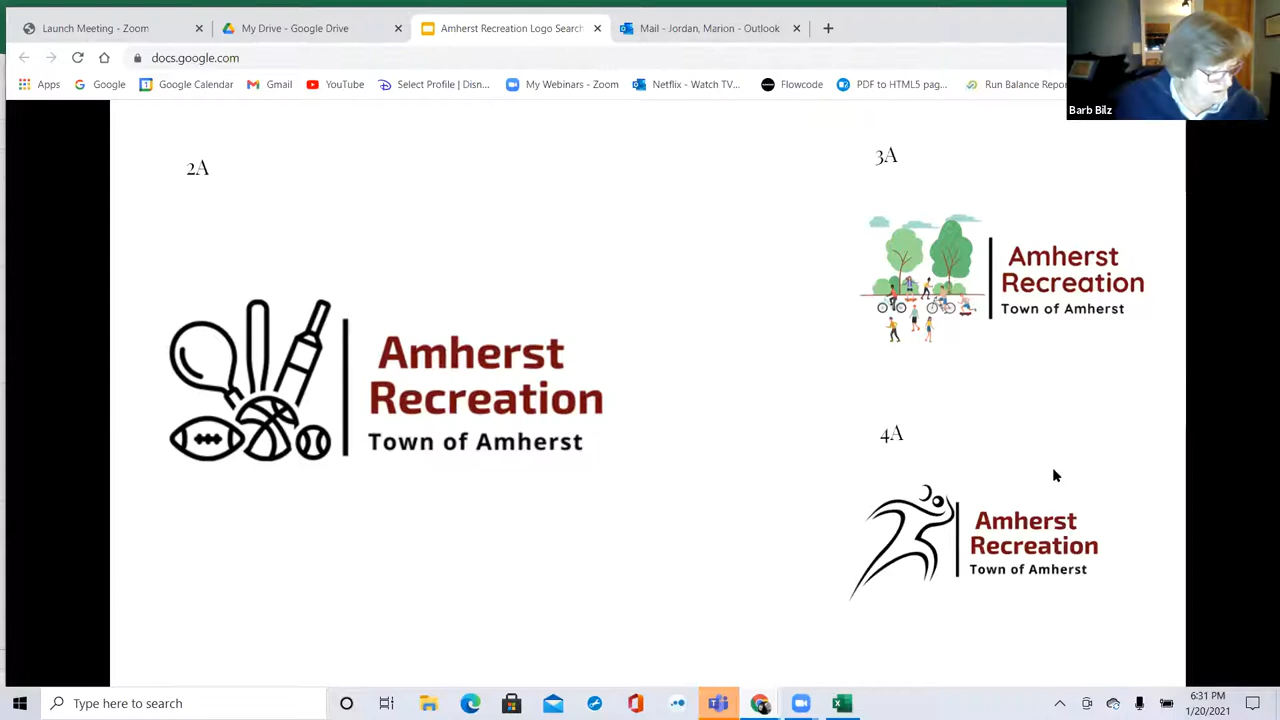 Launch Meeting - Zoom
My Drive - Google Drive
Amherst Recreation Logo Search
Mail - Jordan, Marion - Outlook
docs.google.com
Apps
Google
Google Calendar
Gmail
YouTube
Select Profile | Disn...
My Webinars - Zoom
Netflix - Watch TV...
Flowcode
PDF to HTML5 pag...
Run Balance Repor
Barb Bilz
2A
Amherst
Recreation
Town of Amherst
3A
Amherst
Recreation
Town of Amherst
4A
Amherst
Recreation
Town of Amherst
Type here to search
6:31 PM
1/20/2021